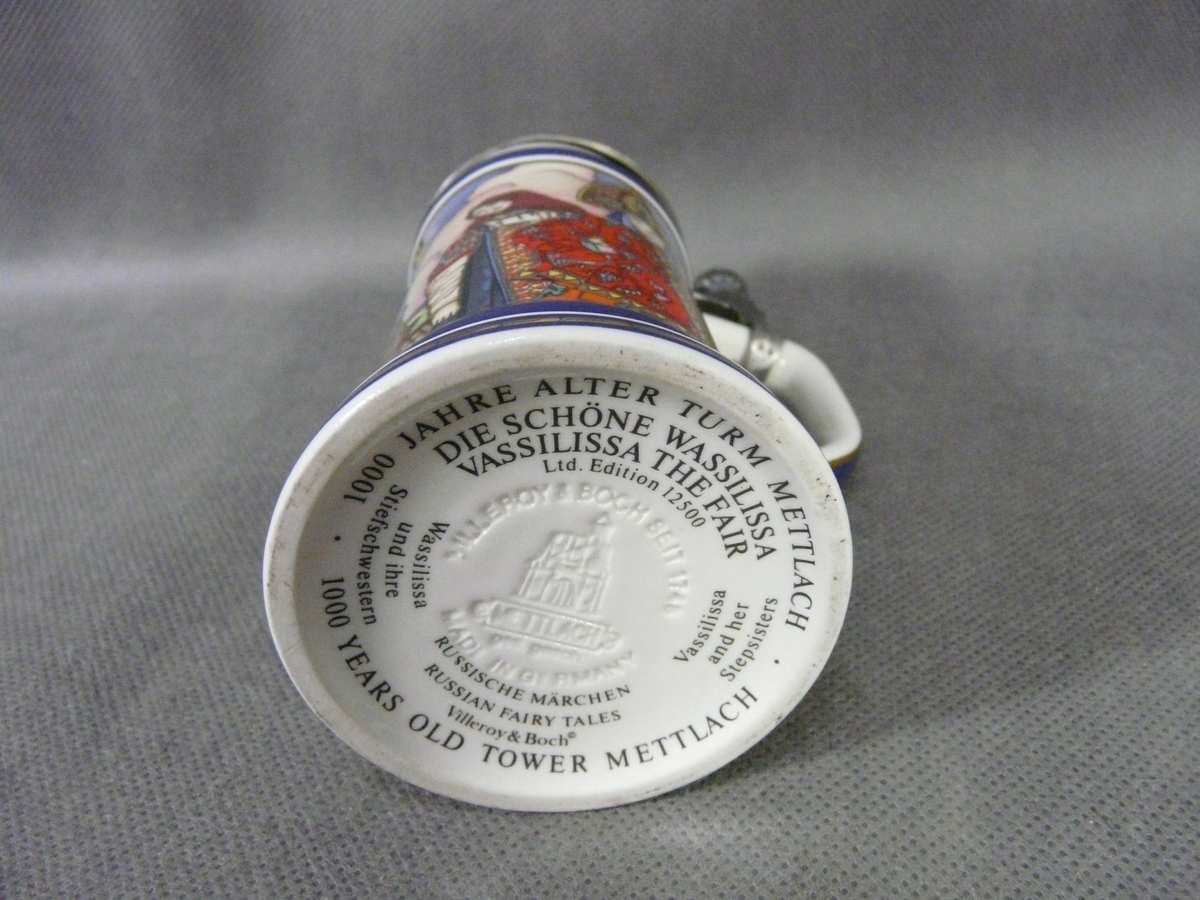 1000 JAHRE ALTER TURM METTLACH
DIE SCHÖNE WASSILISSA
VASSILISSA THE FAIR
Ltd. Edition 12500
Wassilissa
und ihre
Stiefschwestern
VILLEROY & BOCH SEIT 1748
METTLACH
MADE IN GERMANY
Vassilissa
and her
Stepsisters
RUSSISCHE MÄRCHEN
RUSSIAN FAIRY TALES
Villeroy & Boch©
1000 YEARS OLD TOWER METTLACH